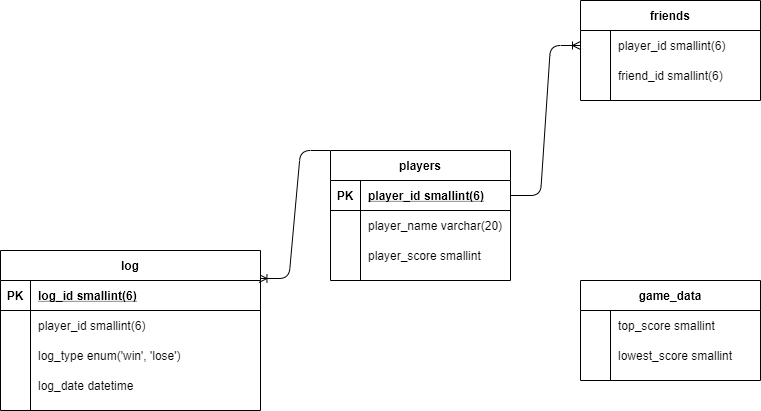 friends
player_id smallint(6)
friend_id smallint(6)
players
PK player_id smallint(6)
player_name varchar(20)
player_score smallint
log
PK log_id smallint(6)
player_id smallint(6)
log_type enum('win', 'lose')
log_date datetime
game_data
top_score smallint
lowest_score smallint